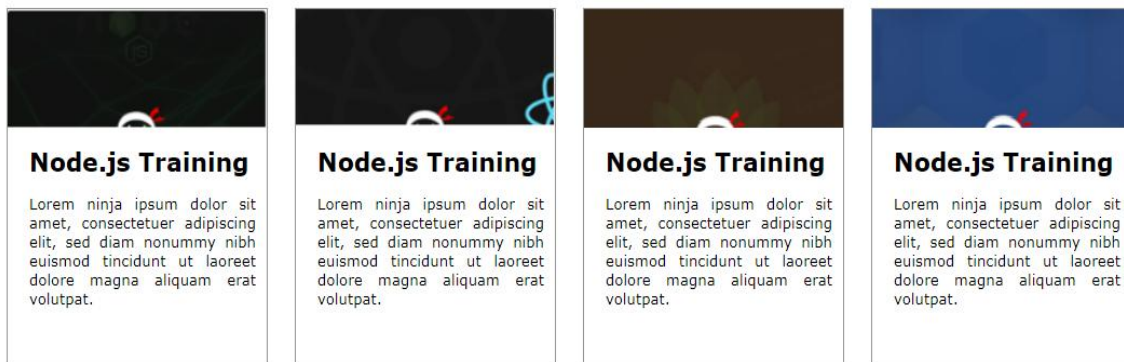 Node.js Training
Lorem ninja ipsum dolor sit
amet, consectetuer adipiscing
elit, sed diam nonummy nibh
euismod tincidunt ut laoreet
dolore magna aliquam erat
volutpat.
Node.js Training
Lorem ninja ipsum dolor sit
amet, consectetuer adipiscing
elit, sed diam nonummy nibh
euismod tincidunt ut laoreet
dolore magna aliquam erat
volutpat.
Node.js Training
Lorem ninja ipsum dolor sit
amet, consectetuer adipiscing
elit, sed diam nonummy nibh
euismod tincidunt ut laoreet
dolore magna aliquam erat
volutpat.
Node.js Training
Lorem ninja ipsum dolor sit
amet, consectetuer adipiscing
elit, sed diam nonummy nibh
euismod tincidunt ut laoreet
dolore magna aliquam erat
volutpat.